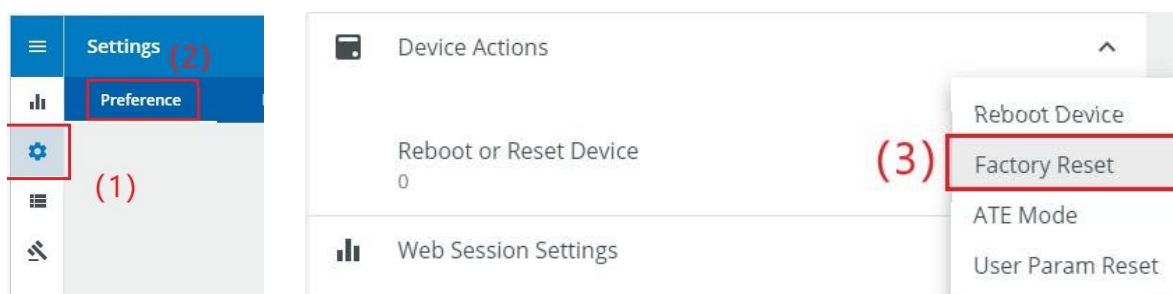 Settings
(2)
Preference
(1)
Device Actions
Reboot or Reset Device
0
Web Session Settings
Reboot Device
(3)
Factory Reset
ATE Mode
User Param Reset